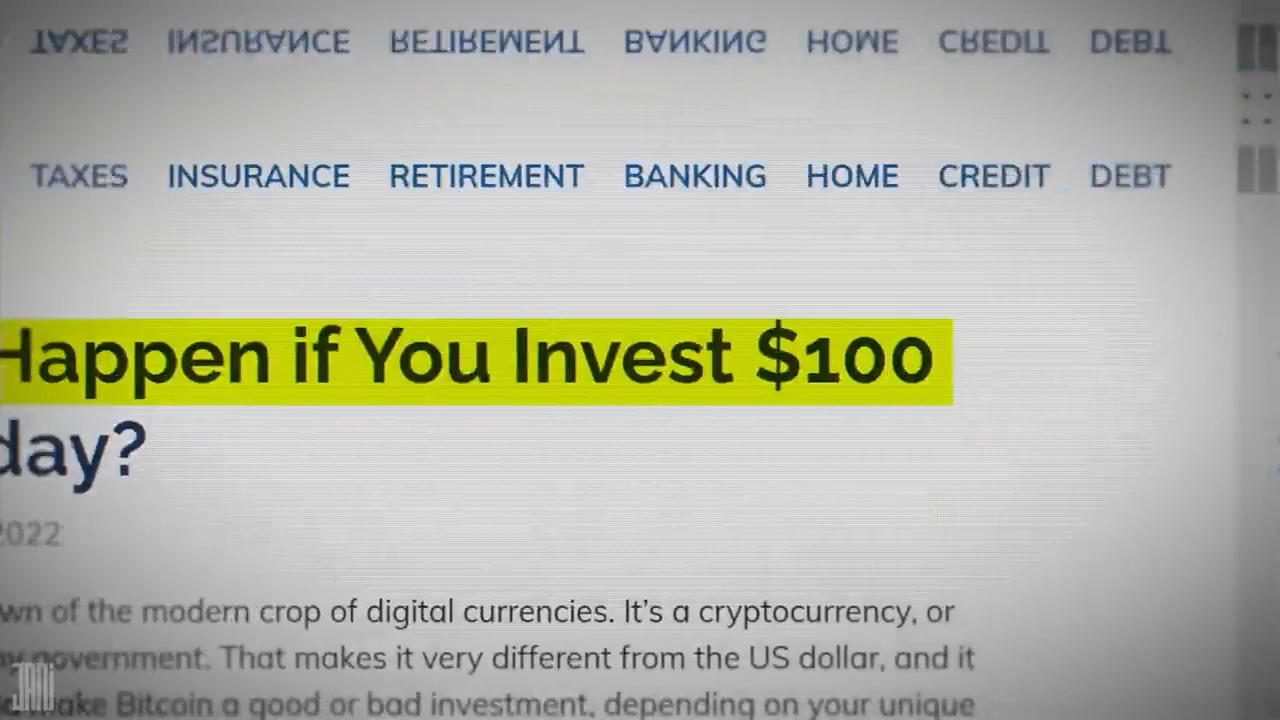 TAXES INSURANCE RETIREMENT BANKING HOME CREDIT DEBT
TAXES INSURANCE RETIREMENT BANKING HOME CREDIT DEBT
Happen if You Invest $100
day?
2022
wn of the modern crop of digital currencies. It's a cryptocurrency, or
ny government. That makes it very different from the US dollar, and it
make Bitcoin a good or bad investment, depending on your unique
JANI